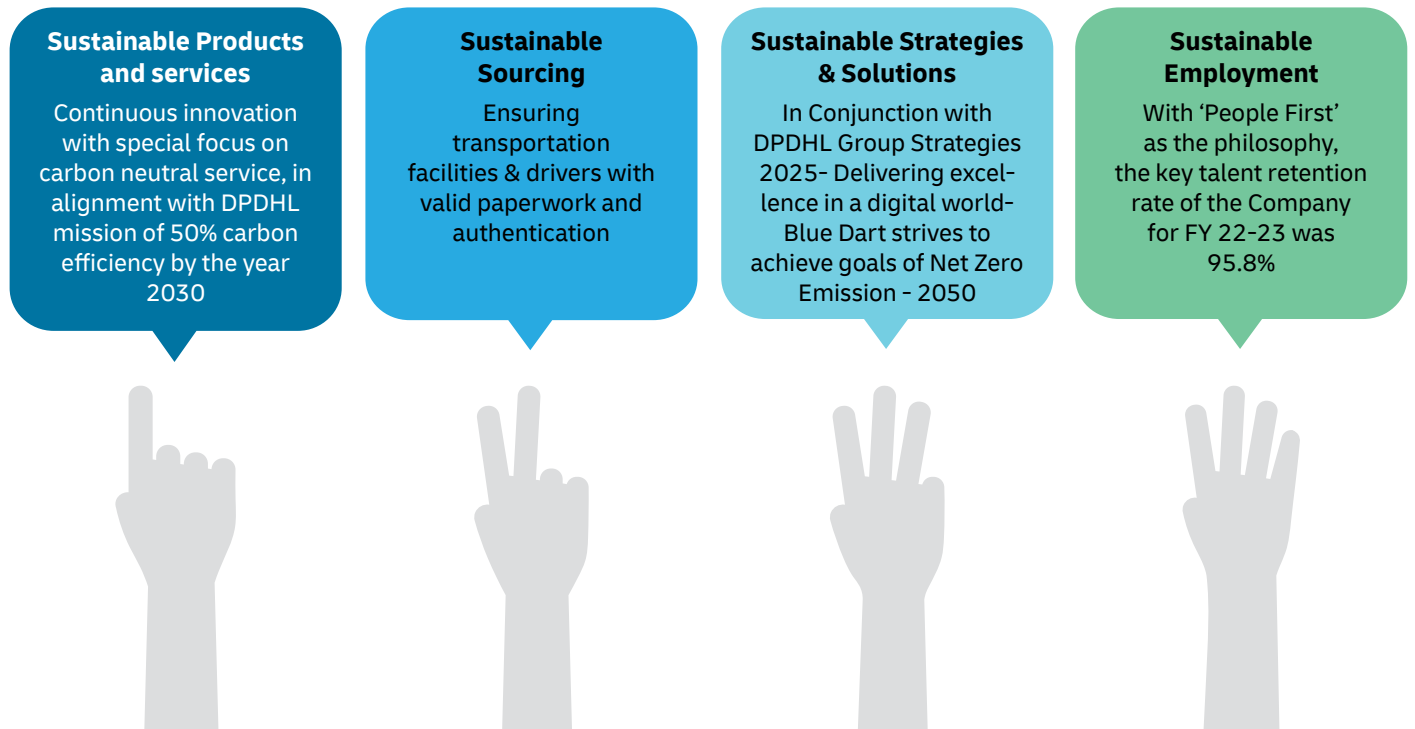 Sustainable Products
and services
Continuous innovation
with special focus on
carbon neutral service, in
alignment with DPDHL
mission of 50% carbon
efficiency by the year
2030
Sustainable
Sourcing
Ensuring
transportation
facilities & drivers with
valid paperwork and
authentication
Sustainable Strategies
& Solutions
In Conjunction with
DPDHL Group Strategies
2025- Delivering excel-
lence in a digital world-
Blue Dart strives to
achieve goals of Net Zero
Emission - 2050
Sustainable
Employment
With ‘People First’
as the philosophy,
the key talent retention
rate of the Company
for FY 22-23 was
95.8%